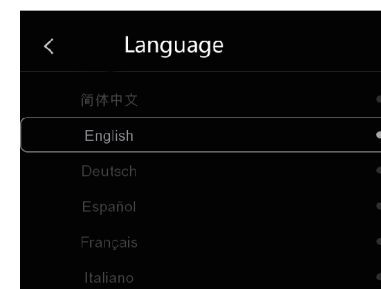 Language
简体中文
English
Deutsch
Español
Français
Italiano